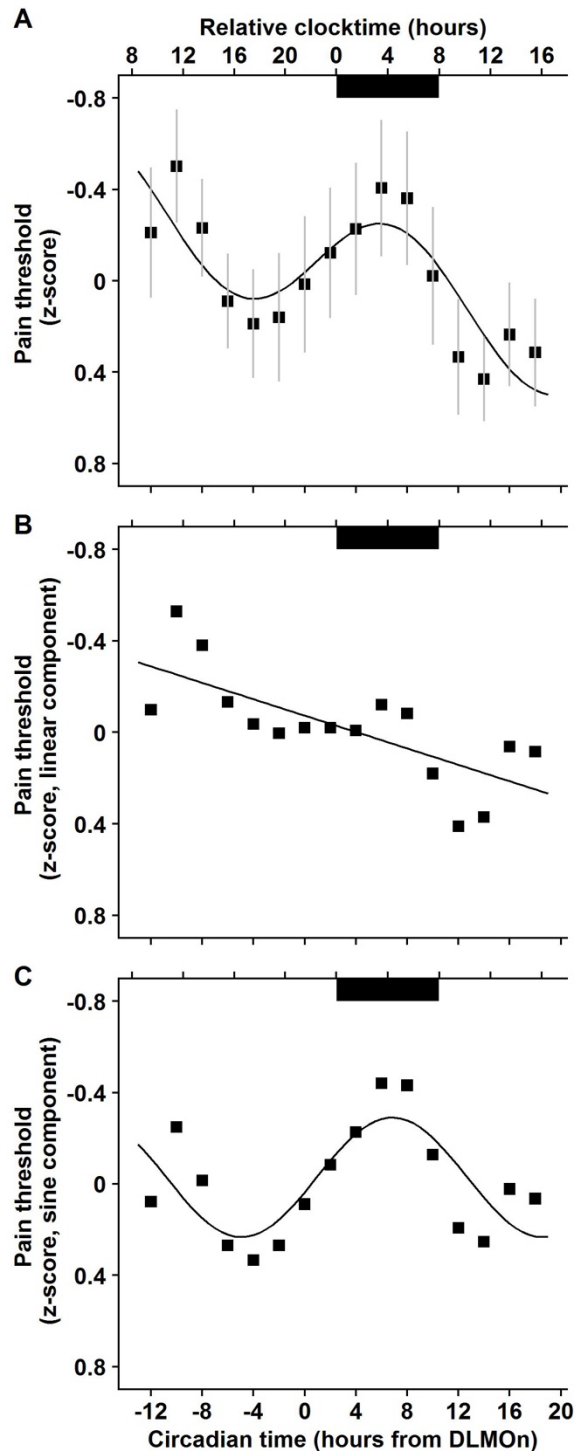 A
Relative clocktime (hours)
8 12 16 20 0 4 8 12 16
-0.8
-0.4
0
0.4
0.8
Pain threshold
(z-score)
B
-0.8
-0.4
0
0.4
0.8
Pain threshold
(z-score, linear component)
C
-0.8
-0.4
0
0.4
0.8
Pain threshold
(z-score, sine component)
-12 -8 -4 0 4 8 12 16 20
Circadian time (hours from DLMOn)